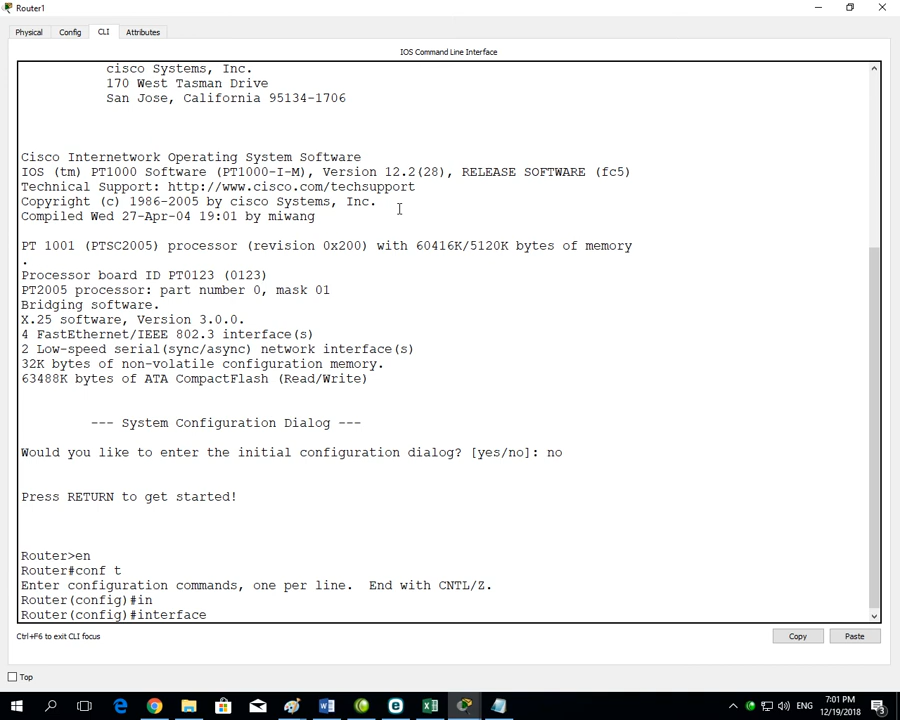 Router1
Physical Config CLI Attributes
IOS Command Line Interface
cisco Systems, Inc.
170 West Tasman Drive
San Jose, California 95134-1706
Cisco Internetwork Operating System Software
IOS (tm) PT1000 Software (PT1000-I-M), Version 12.2(28), RELEASE SOFTWARE (fc5)
Technical Support: http://www.cisco.com/techsupport
Copyright (c) 1986-2005 by cisco Systems, Inc.
Compiled Wed 27-Apr-04 19:01 by miwang
PT 1001 (PTSC2005) processor (revision 0x200) with 60416K/5120K bytes of memory
.
Processor board ID PT0123 (0123)
PT2005 processor: part number 0, mask 01
Bridging software.
X.25 software, Version 3.0.0.
4 FastEthernet/IEEE 802.3 interface(s)
2 Low-speed serial(sync/async) network interface(s)
32K bytes of non-volatile configuration memory.
63488K bytes of ATA CompactFlash (Read/Write)
--- System Configuration Dialog ---
Would you like to enter the initial configuration dialog? [yes/no]: no
Press RETURN to get started!
Router>en
Router#conf t
Enter configuration commands, one per line.  End with CNTL/Z.
Router(config)#in
Router(config)#interface
Ctrl+F6 to exit CLI focus
Copy Paste
Top
ENG
7:01 PM
12/19/2018
3